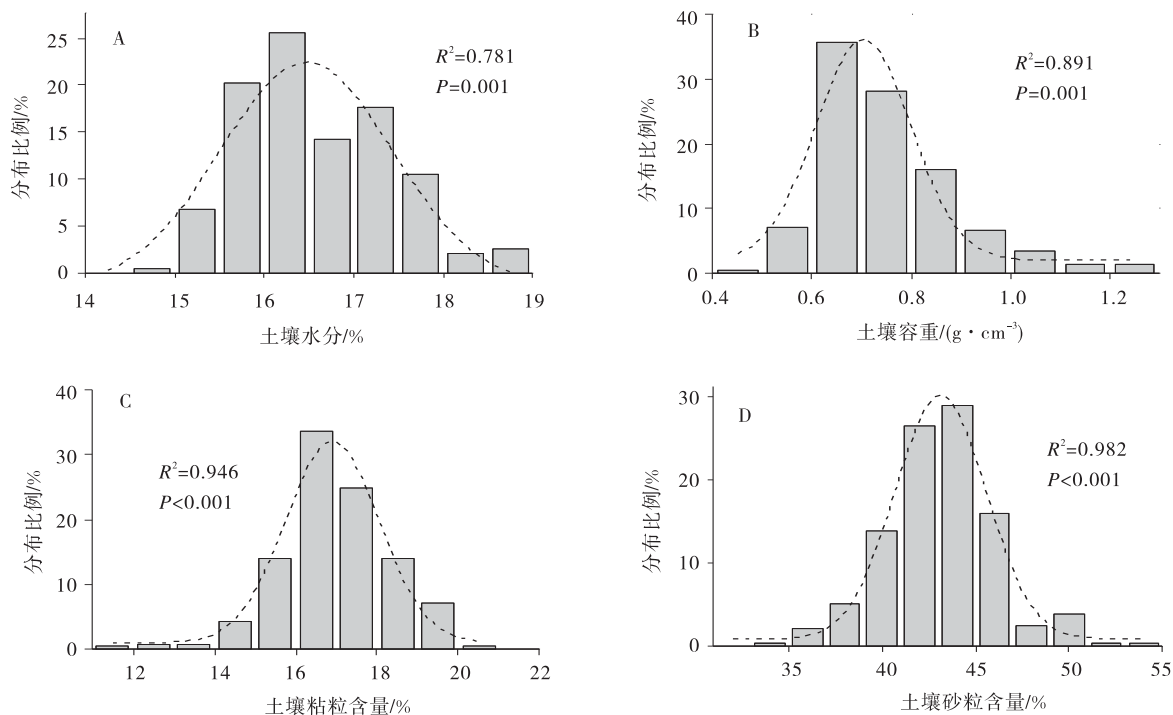 A
R²=0.781
P=0.001
分布比例/%
25
20
15
10
5
0
14
15
16
17
18
19
土壤水分/%
B
R²=0.891
P=0.001
分布比例/%
40
30
20
10
0
0.4
0.6
0.8
1.0
1.2
土壤容重/(g·cm⁻³)
C
R²=0.946
P<0.001
分布比例/%
40
30
20
10
0
12
14
16
18
20
22
土壤粘粒含量/%
D
R²=0.982
P<0.001
分布比例/%
30
20
10
0
35
40
45
50
55
土壤砂粒含量/%